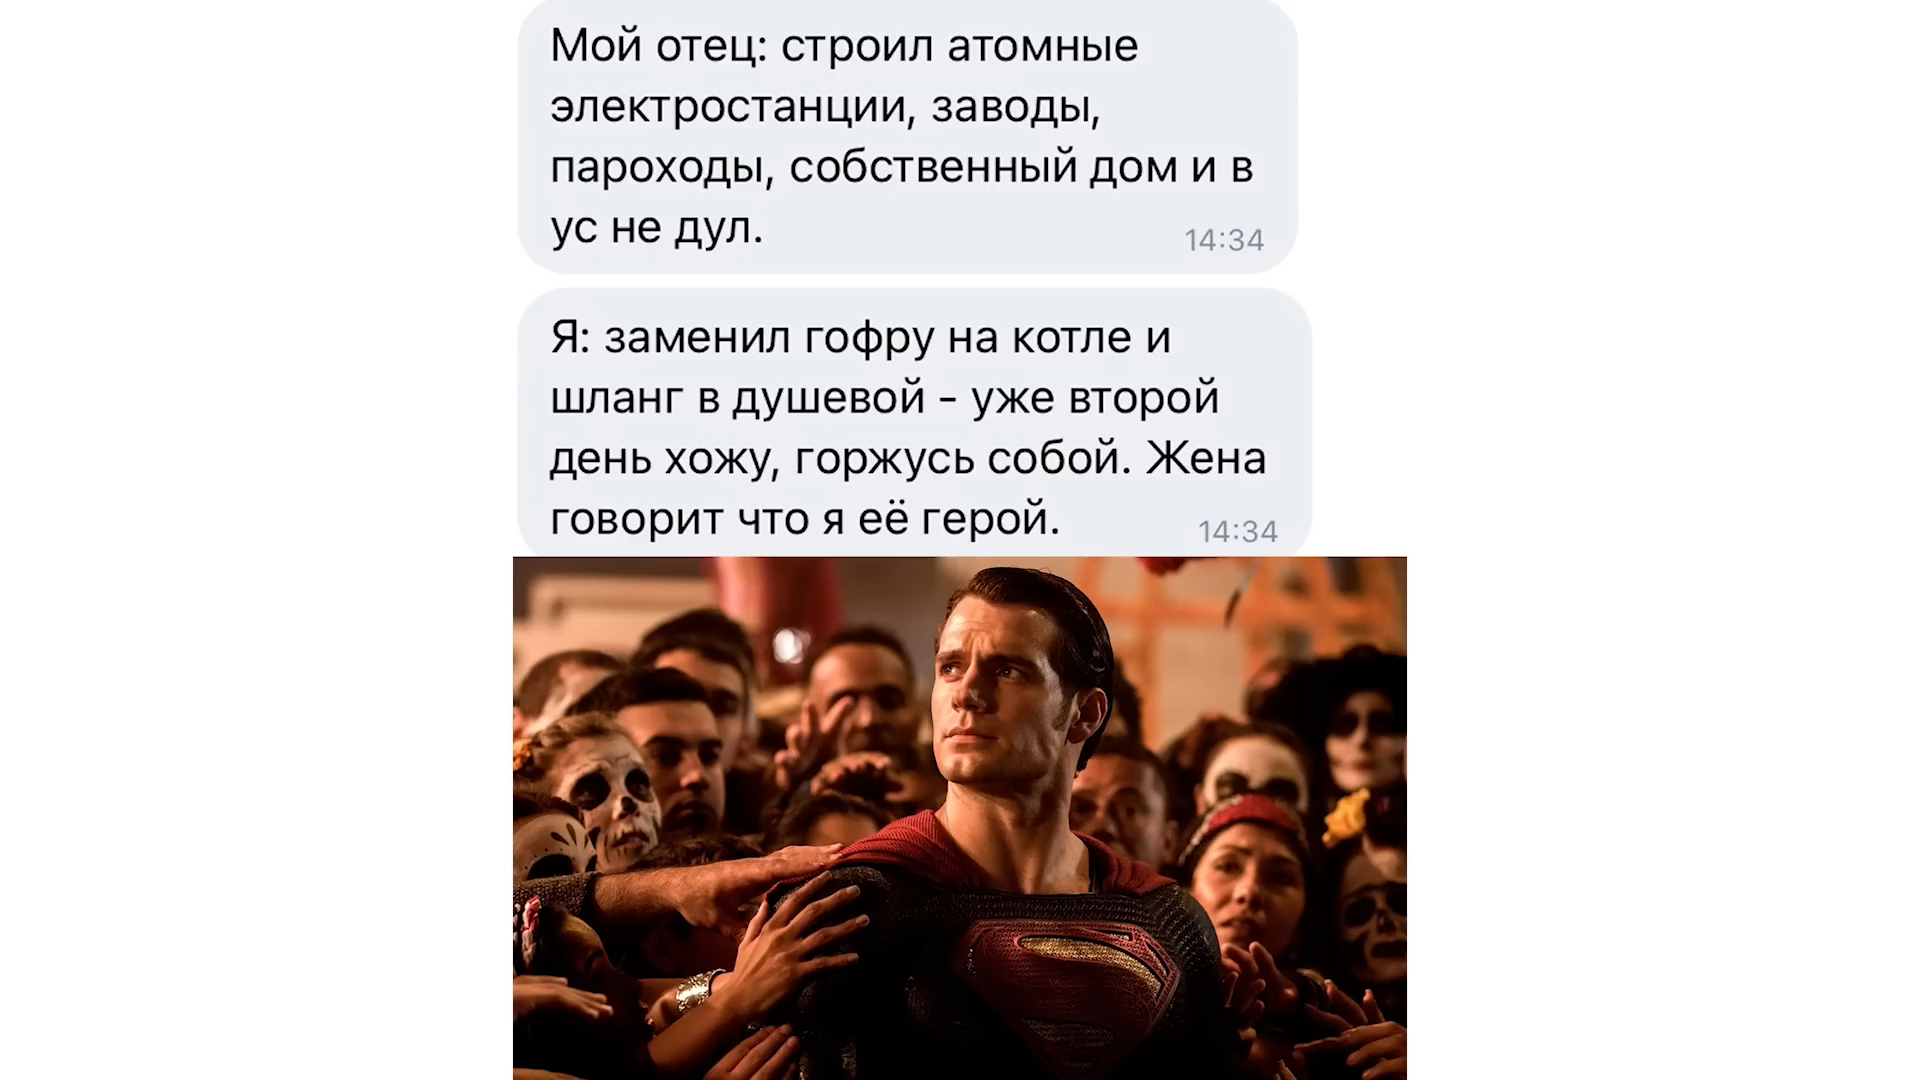 Мой отец: строил атомные
электростанции, заводы,
пароходы, собственный дом и в
ус не дул.
14:34
Я: заменил гофру на котле и
шланг в душевой - уже второй
день хожу, горжусь собой. Жена
говорит что я её герой.
14:34